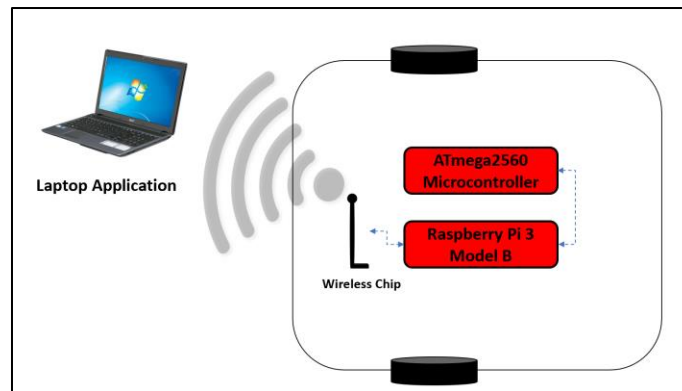 Laptop Application
ATmega2560
Microcontroller
Raspberry Pi 3
Model B
Wireless Chip